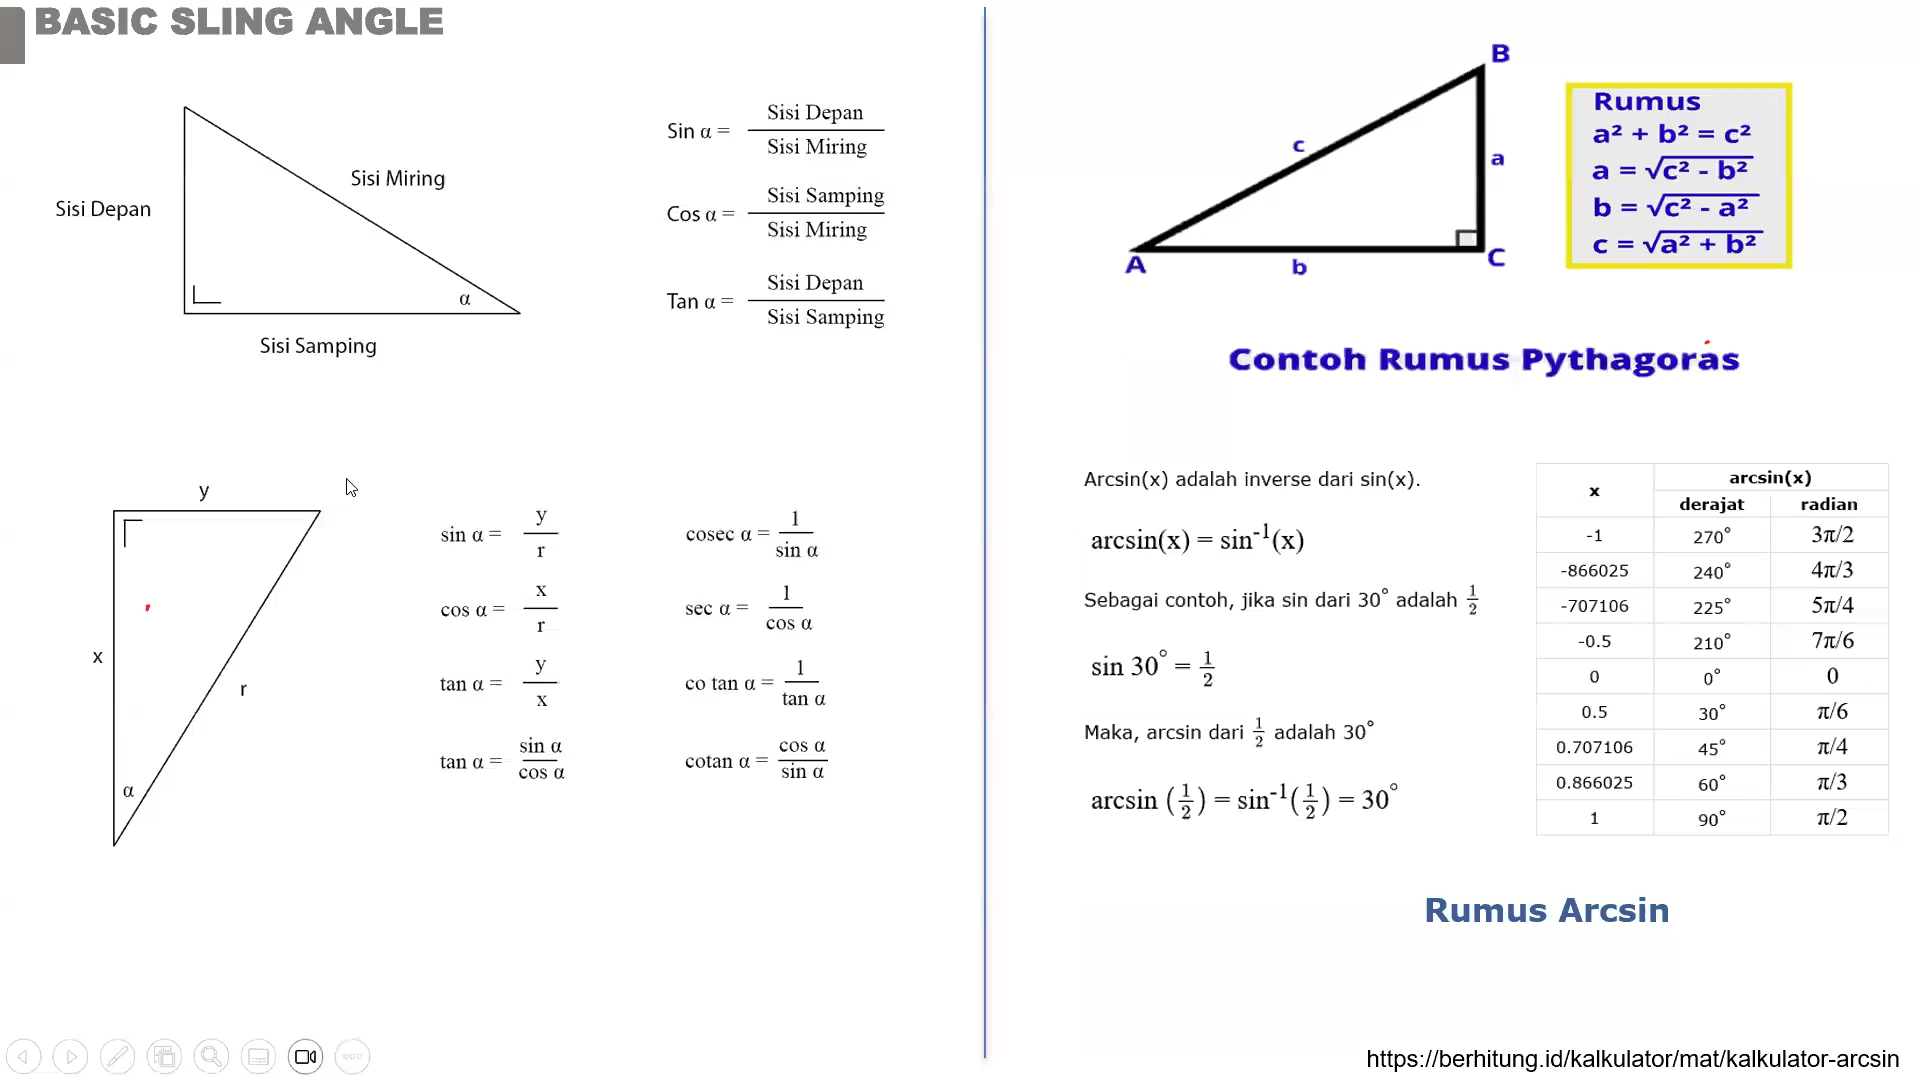 BASIC SLING ANGLE
Sisi Depan
Sisi Miring
α
Sisi Samping
Sin α = Sisi Depan / Sisi Miring
Cos α = Sisi Samping / Sisi Miring
Tan α = Sisi Depan / Sisi Samping
y
x
r
α
sin α = y / r
cosec α = 1 / sin α
cos α = x / r
sec α = 1 / cos α
tan α = y / x
co tan α = 1 / tan α
tan α = sin α / cos α
cotan α = cos α / sin α
B
c
a
A
b
C
Rumus
a² + b² = c²
a = √c² - b²
b = √c² - a²
c = √a² + b²
Contoh Rumus Pythagoras
Arcsin(x) adalah inverse dari sin(x).
arcsin(x) = sin⁻¹(x)
Sebagai contoh, jika sin dari 30° adalah 1/2
sin 30° = 1/2
Maka, arcsin dari 1/2 adalah 30°
arcsin (1/2) = sin⁻¹(1/2) = 30°
x arcsin(x)
derajat radian
-1 270° 3π/2
-866025 240° 4π/3
-707106 225° 5π/4
-0.5 210° 7π/6
0 0° 0
0.5 30° π/6
0.707106 45° π/4
0.866025 60° π/3
1 90° π/2
Rumus Arcsin
https://berhitung.id/kalkulator/mat/kalkulator-arcsin